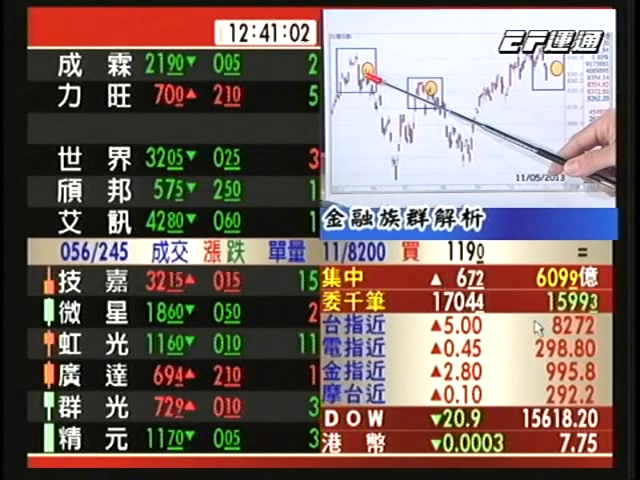 12:41:02
EF運通
成霖 2190▼ 005 2
力旺 700▲ 210 5
世界 3205▼ 025 3
頎邦 575▼ 250 1
艾訊 4280▼ 060 1
11/05/2013
金融族群解析
056/245 成交 漲跌 單量 11/8200 買 1190 =
技嘉 3215▲ 015 15
微星 1860▼ 050 2
虹光 1160▼ 010 11
廣達 694▲ 210 1
群光 729▲ 010 3
精元 1170▼ 005 3
集中 ▲ 672 6099億
委千筆 17044 15993
台指近 ▲5.00 8272
電指近 ▲0.45 298.80
金指近 ▲2.80 995.8
摩台近 ▲0.10 292.2
DOW ▼20.9 15618.20
港幣 ▼0.0003 7.75